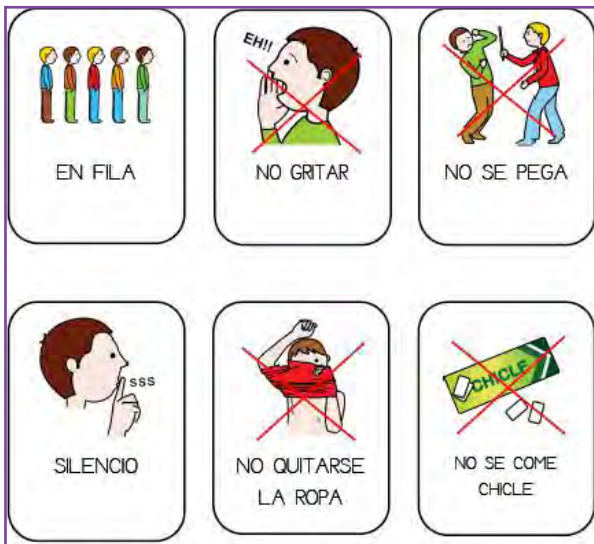 EN FILA
EH!!
NO GRITAR
NO SE PEGA
sss
SILENCIO
NO QUITARSE
LA ROPA
CHICLE
NO SE COME
CHICLE